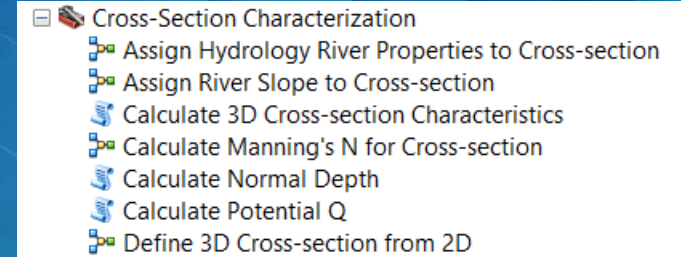 Cross-Section Characterization
Assign Hydrology River Properties to Cross-section
Assign River Slope to Cross-section
Calculate 3D Cross-section Characteristics
Calculate Manning's N for Cross-section
Calculate Normal Depth
Calculate Potential Q
Define 3D Cross-section from 2D